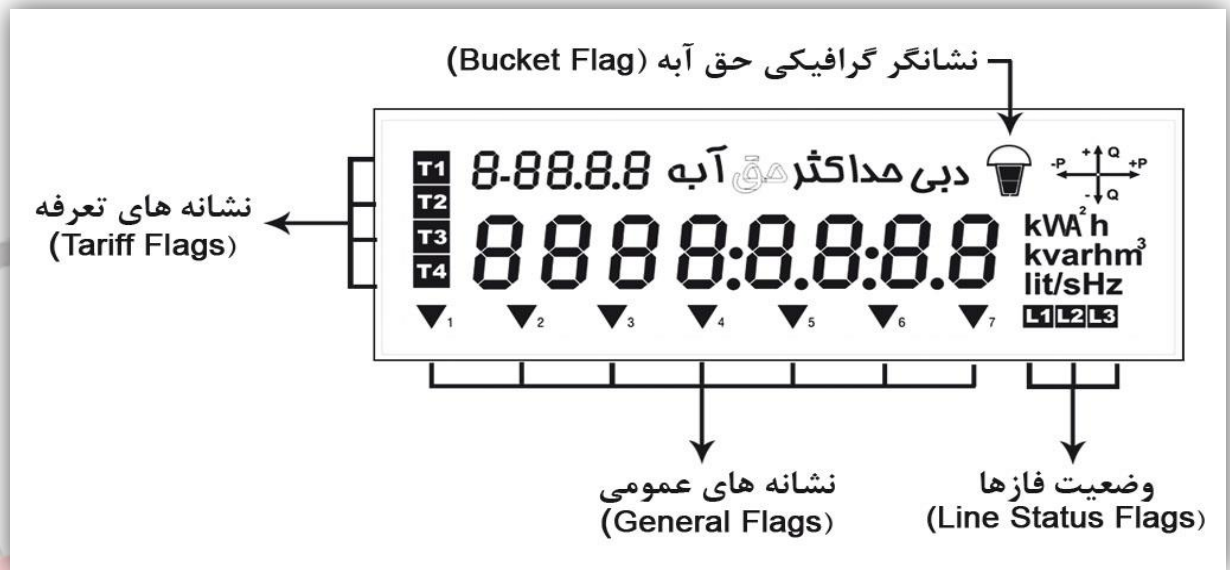 نشانگر گرافیکی حق آبه (Bucket Flag)
T1 8-88.8.8 دبی حداکثر حق آبه -P +Q +P -Q
T2
T3 8888:8.8:8.8 kWA²h
kvarhm³
T4 lit/sHz
1 2 3 4 5 6 7 L1 L2 L3
نشانه های تعرفه
(Tariff Flags)
نشانه های عمومی
(General Flags)
وضعیت فازها
(Line Status Flags)